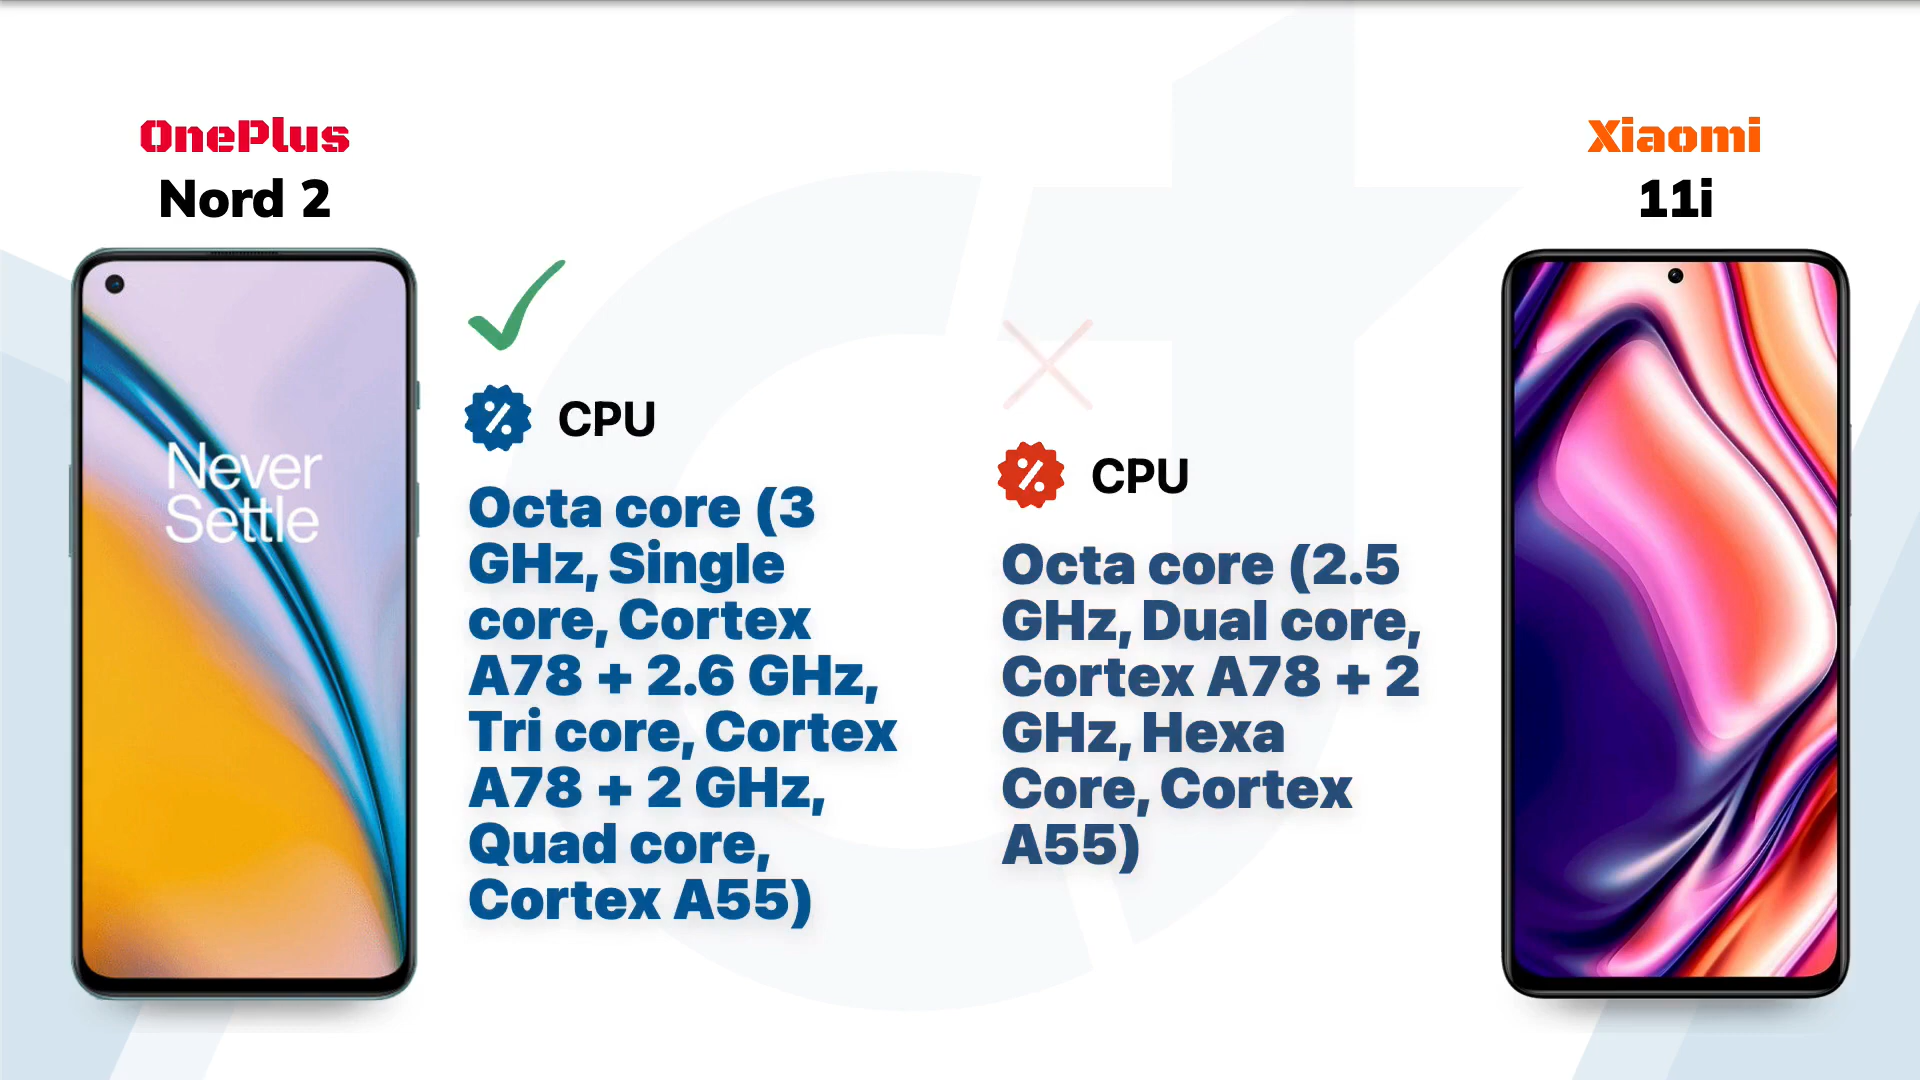 OnePlus
Nord 2
Never
Settle
CPU
Octa core (3
GHz, Single
core, Cortex
A78 + 2.6 GHz,
Tri core, Cortex
A78 + 2 GHz,
Quad core,
Cortex A55)
CPU
Octa core (2.5
GHz, Dual core,
Cortex A78 + 2
GHz, Hexa
Core, Cortex
A55)
Xiaomi
11i